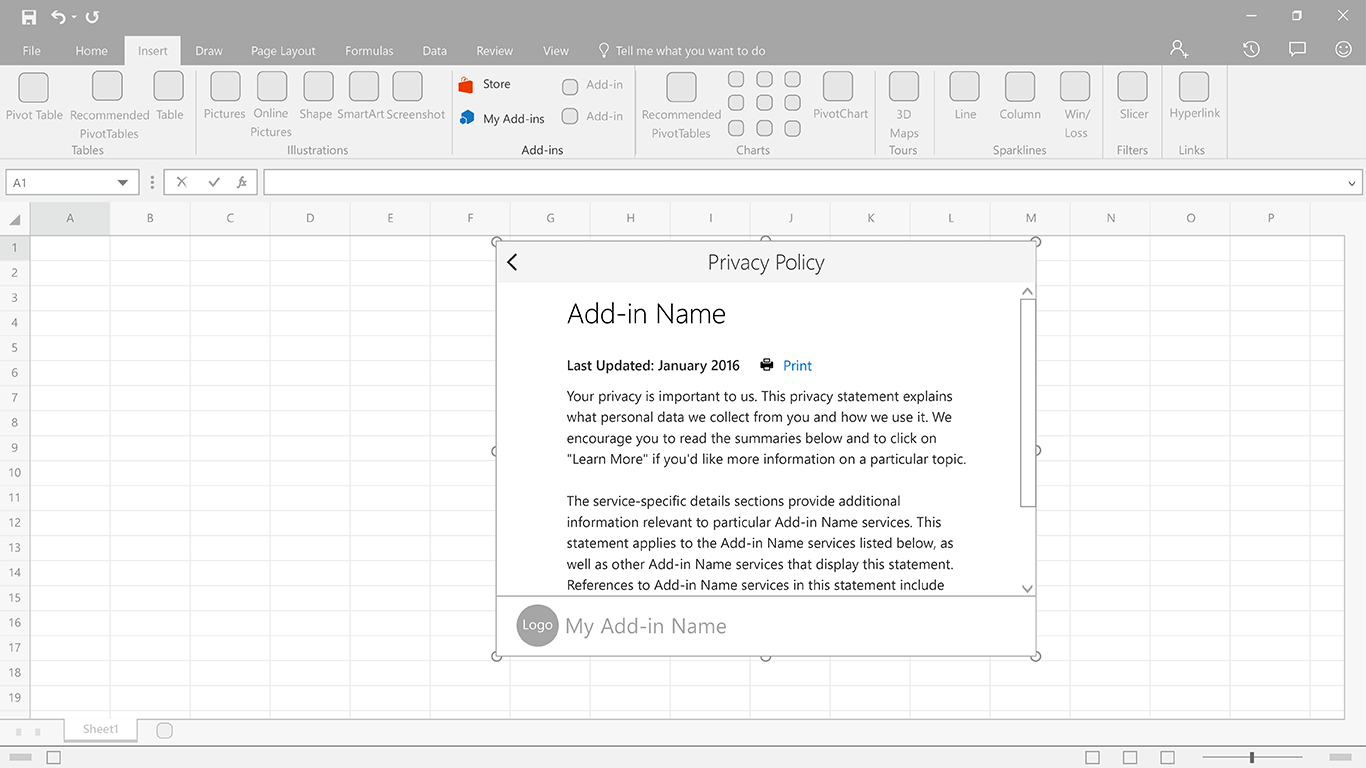 File Home Insert Draw Page Layout Formulas Data Review View Tell me what you want to do
Pivot Table
Recommended
PivotTables
Table
Tables
Pictures
Online
Pictures
Shape
SmartArt
Screenshot
Illustrations
Store
My Add-ins
Add-in
Add-in
Add-ins
Recommended
PivotTables
PivotChart
Charts
3D
Maps
Tours
Line
Column
Win/
Loss
Sparklines
Slicer
Filters
Hyperlink
Links
A1 fx
A B C D E F G H I J K L M N O P
1
2
3
4
5
6
7
8
9
10
11
12
13
14
15
16
17
18
19
Privacy Policy
Add-in Name
Last Updated: January 2016 Print
Your privacy is important to us. This privacy statement explains
what personal data we collect from you and how we use it. We
encourage you to read the summaries below and to click on
"Learn More" if you'd like more information on a particular topic.
The service-specific details sections provide additional
information relevant to particular Add-in Name services. This
statement applies to the Add-in Name services listed below, as
well as other Add-in Name services that display this statement.
References to Add-in Name services in this statement include
Logo My Add-in Name
Sheet1